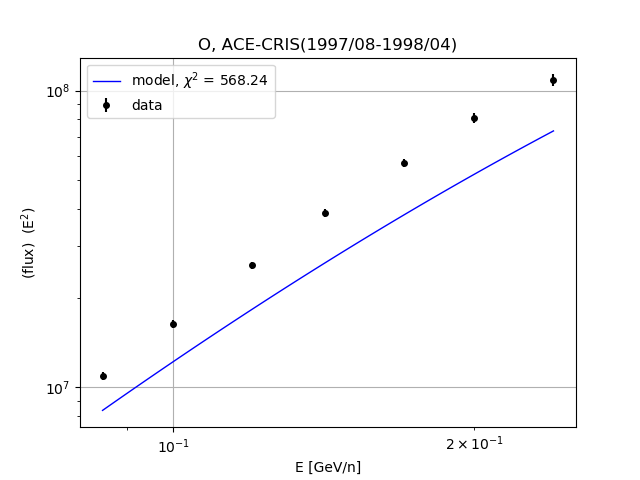 O, ACE-CRIS(1997/08-1998/04)
model, χ² = 568.24
data
10⁸
(flux) (E²)
10⁷
10⁻¹
2 × 10⁻¹
E [GeV/n]